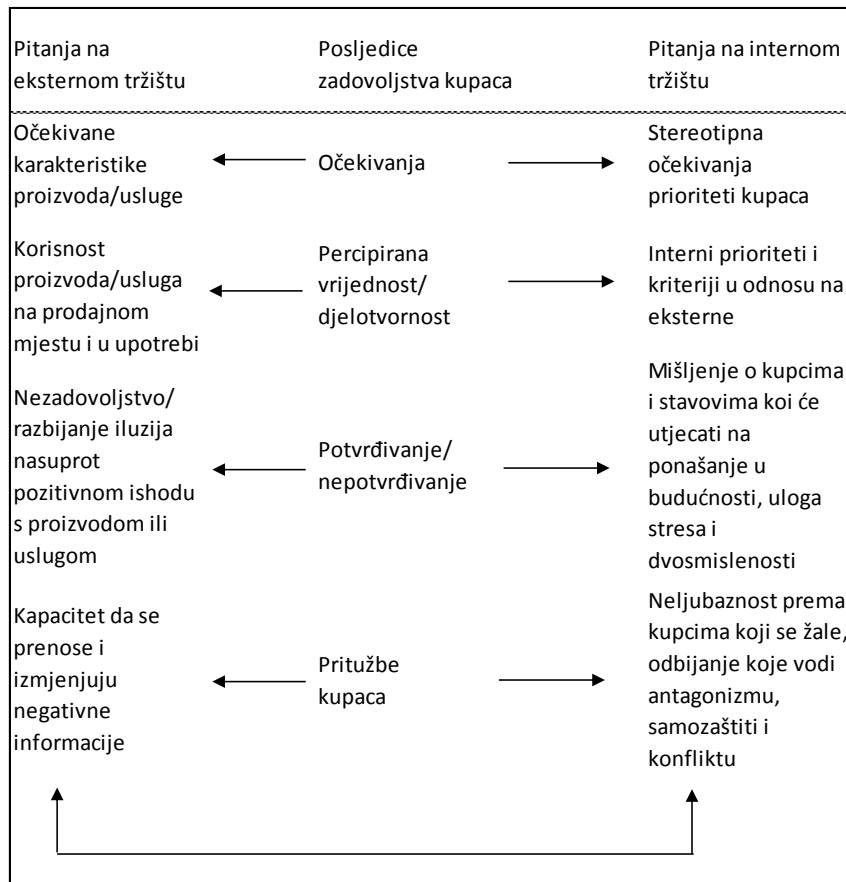 Pitanja na
eksternom tržištu
Posljedice
zadovoljstva kupaca
Pitanja na internom
tržištu
Očekivane
karakteristike
proizvoda/usluge
Očekivanja
Stereotipna
očekivanja
prioriteti kupaca
Korisnost
proizvoda/usluga
na prodajnom
mjestu i u upotrebi
Percipirana
vrijednost/
djelotvornost
Interni prioriteti i
kriteriji u odnosu na
eksterne
Nezadovoljstvo/
razbijanje iluzija
nasuprot
pozitivnom ishodu
s proizvodom ili
uslugom
Potvrđivanje/
nepotvrđivanje
Mišljenje o kupcima
i stavovima koi će
utjecati na
ponašanje u
budućnosti, uloga
stresa i
dvosmislenosti
Kapacitet da se
prenose i
izmjenjuju
negativne
informacije
Pritužbe
kupaca
Neljubaznost prema
kupcima koji se žale,
odbijanje koje vodi
antagonizmu,
samozaštiti i
konfliktu